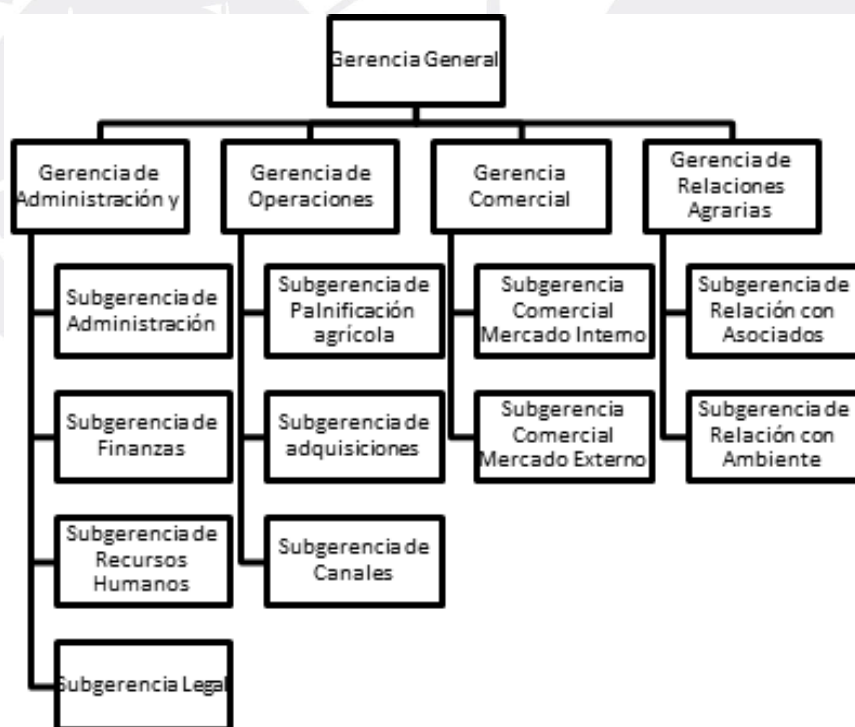 Gerencia General
Gerencia de
Administración y
Gerencia de
Operaciones
Gerencia
Comercial
Gerencia de
Relaciones
Agrarias
Subgerencia de
Administración
Subgerencia de
Finanzas
Subgerencia de
Recursos
Humanos
Subgerencia Legal
Subgerencia de
Palnificación
agrícola
Subgerencia de
adquisiciones
Subgerencia de
Canales
Subgerencia
Comercial
Mercado Interno
Subgerencia
Comercial
Mercado Externo
Subgerencia de
Relación con
Asociados
Subgerencia de
Relación con
Ambiente